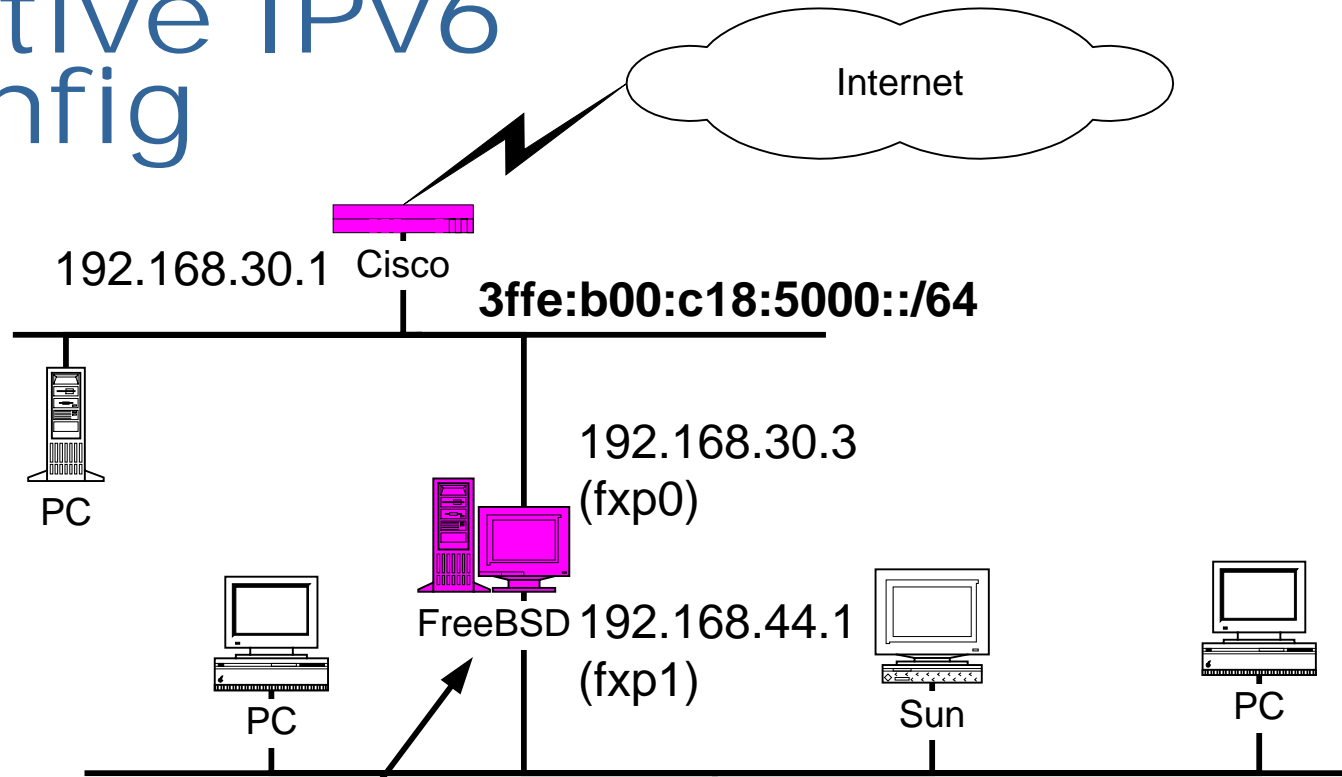 tive IPv6
nfig
Internet
192.168.30.1
Cisco
3ffe:b00:c18:5000::/64
PC
192.168.30.3
(fxp0)
FreeBSD
192.168.44.1
(fxp1)
PC
Sun
PC